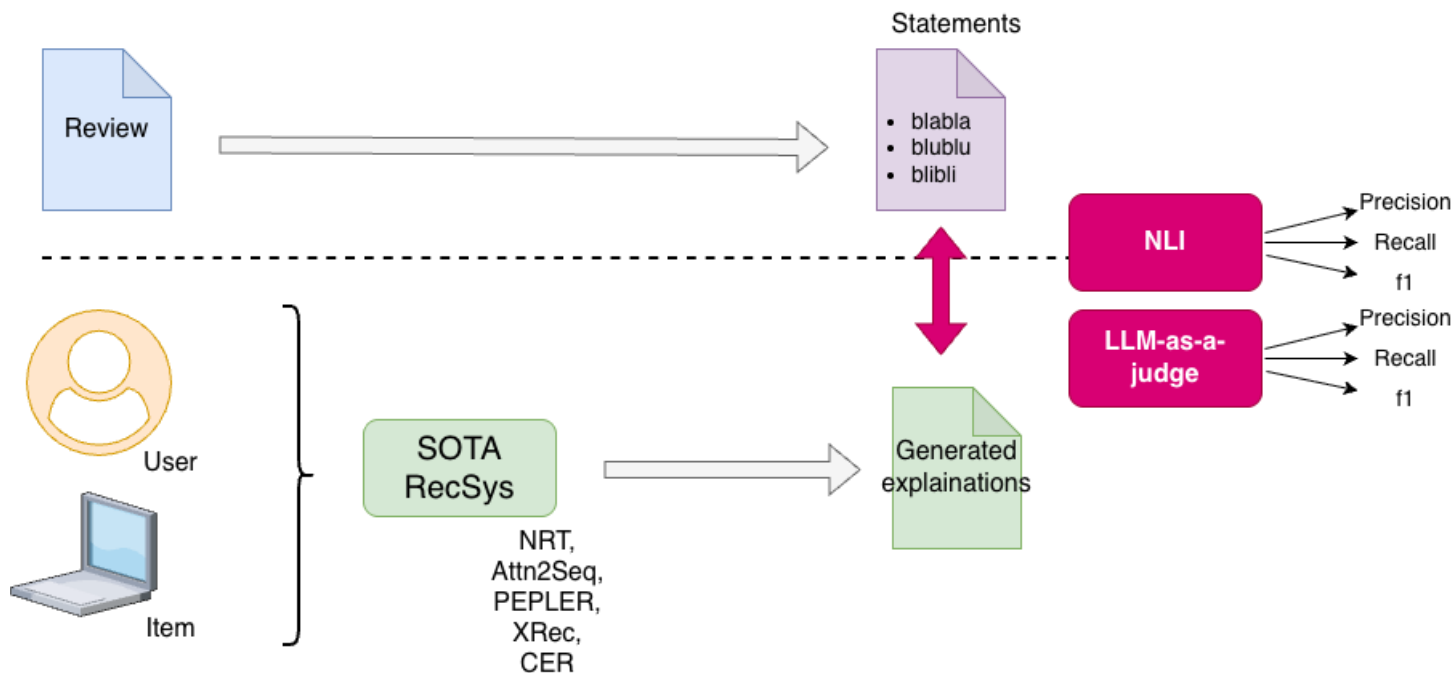 Statements
Review
• blabla
• blublu
• blibli
NLI
Precision
Recall
f1
LLM-as-a-
judge
Precision
Recall
f1
User
Item
SOTA
RecSys
NRT,
Attn2Seq,
PEPLER,
XRec,
CER
Generated
explainations